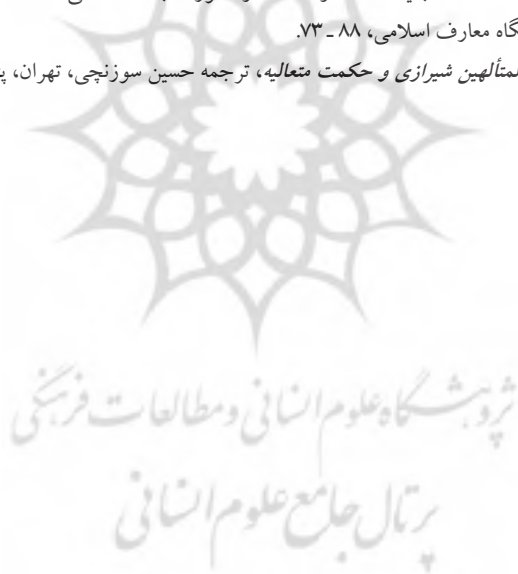 گاه معارف اسلامی، ۸۸ ـ ۷۳.
لمتألهین شیرازی و حکمت متعالیه، ترجمه حسین سوزنچی، تهران،
پژوهشگاه علوم انسانی و مطالعات فرهنگی
پرتال جامع علوم انسانی